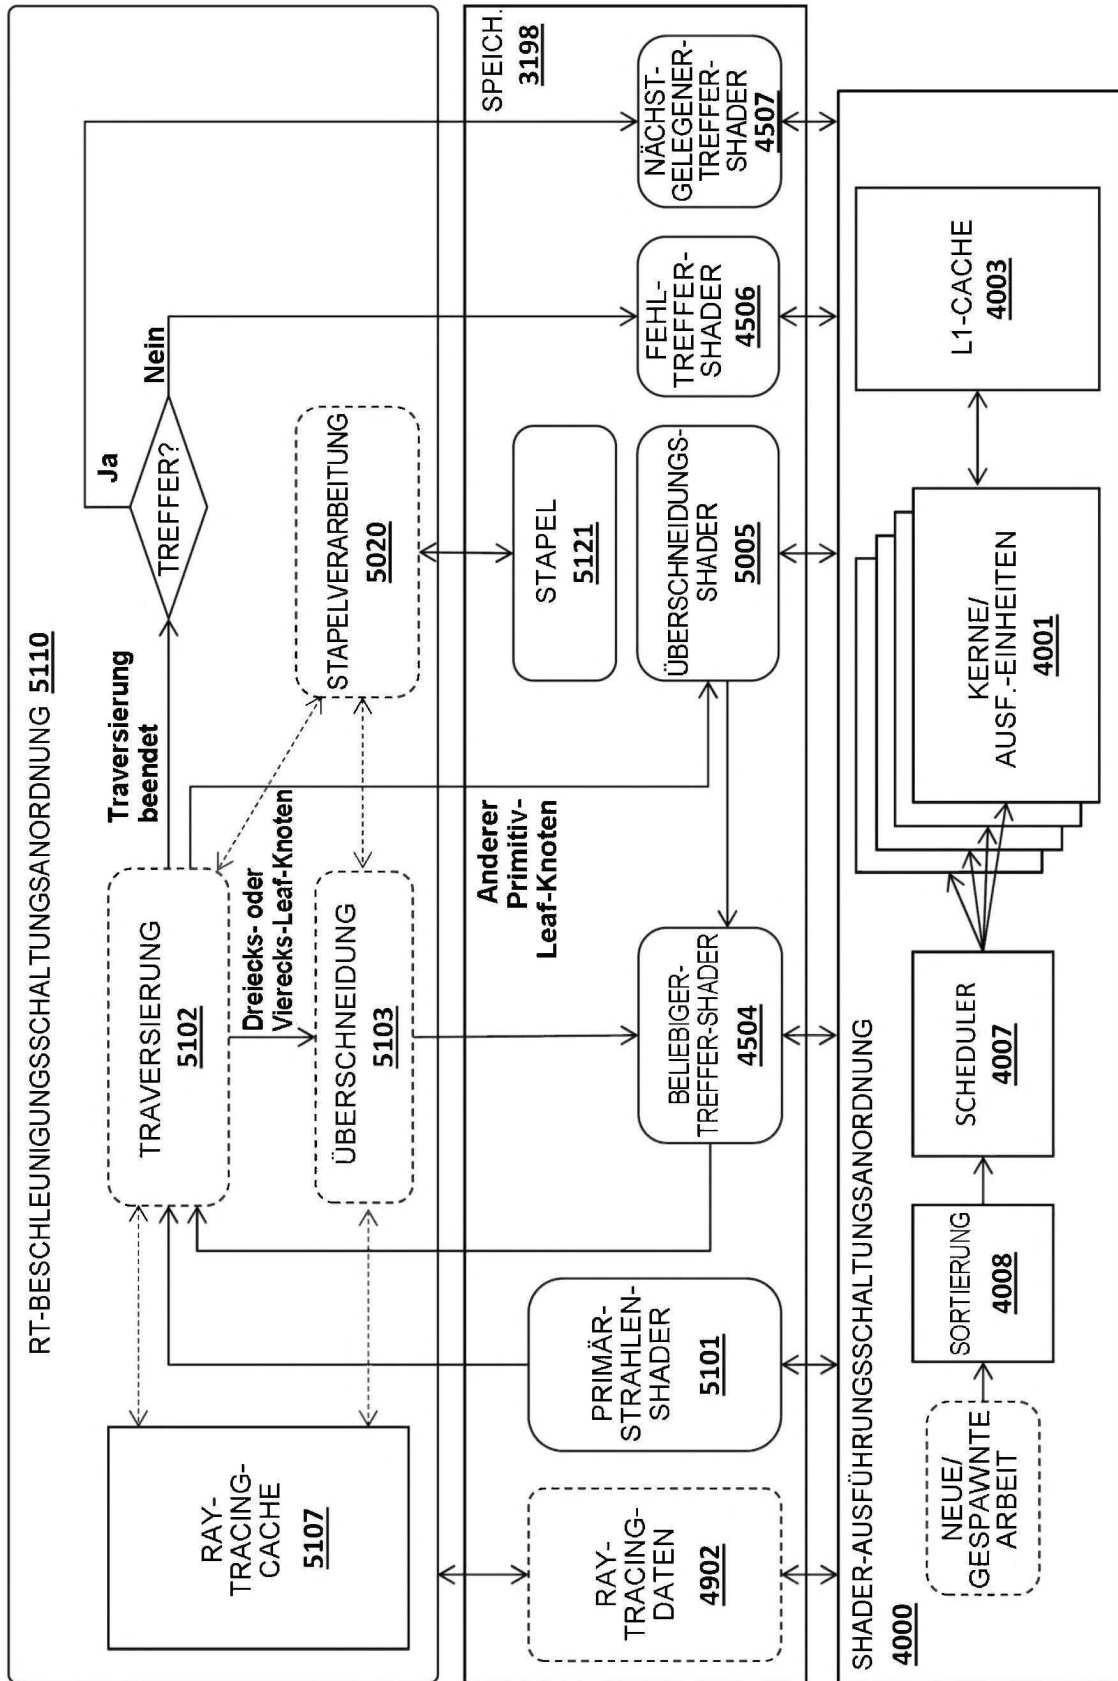 RT-BESCHLEUNIGUNGSSCHALTUNGSANORDNUNG 5110
RAY-
TRACING-
CACHE
5107
TRAVERSIERUNG
5102
Dreiecks- oder
Vierecks-Leaf-Knoten
ÜBERSCHNEIDUNG
5103
Traversierung
beendet
TREFFER?
Ja
Nein
STAPELVERARBEITUNG
5020
SPEICH.
3198
RAY-
TRACING-
DATEN
4902
PRIMÄR-
STRAHLEN-
SHADER
5101
BELIEBIGER-
TREFFER-SHADER
4504
Anderer
Primitiv-
Leaf-Knoten
STAPEL
5121
ÜBERSCHNEIDUNGS-
SHADER
5005
FEHL-
TREFFER-
SHADER
4506
NÄCHST-
GELEGENER-
TREFFER-
SHADER
4507
SHADER-AUSFÜHRUNGSSCHALTUNGSANORDNUNG
4000
NEUE/
GESPAWNTE
ARBEIT
SORTIERUNG
4008
SCHEDULER
4007
KERNE/
AUSF.-EINHEITEN
4001
L1-CACHE
4003